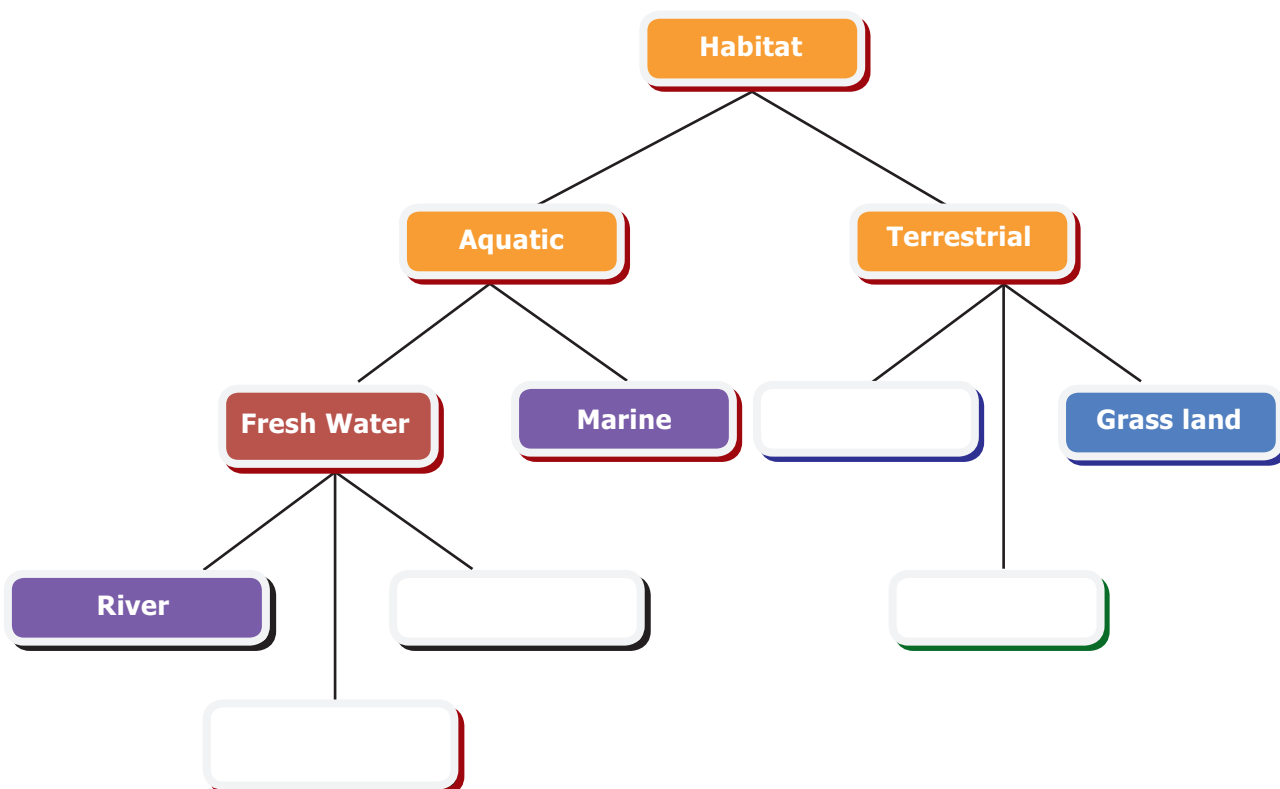 Habitat
Aquatic
Terrestrial
Fresh Water
Marine
Grass land
River